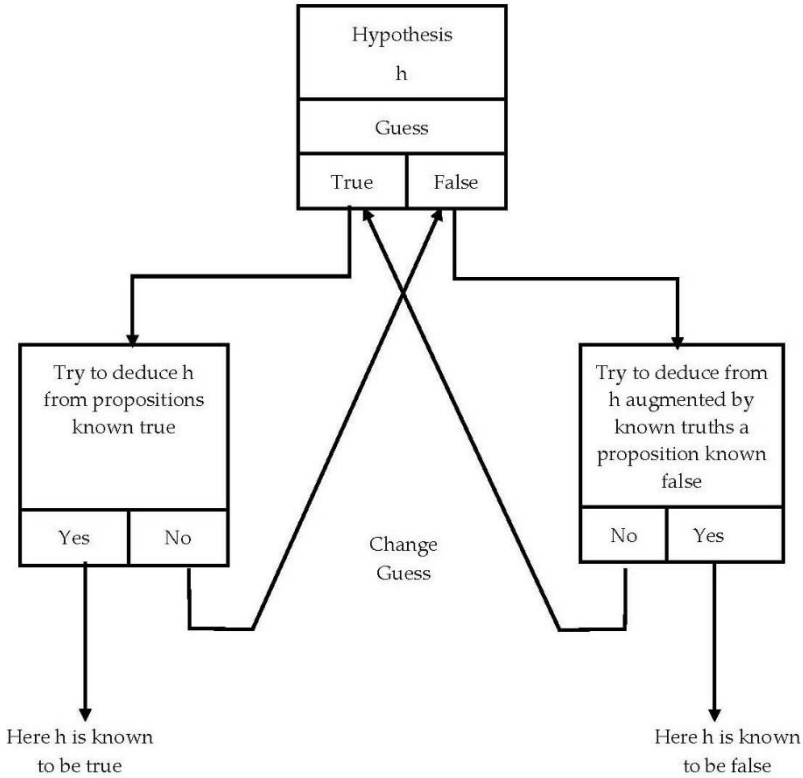 Hypothesis
h
Guess
True
False
Try to deduce h
from propositions
known true
Yes
No
Try to deduce from
h augmented by
known truths a
proposition known
false
No
Yes
Change
Guess
Here h is known
to be true
Here h is known
to be false